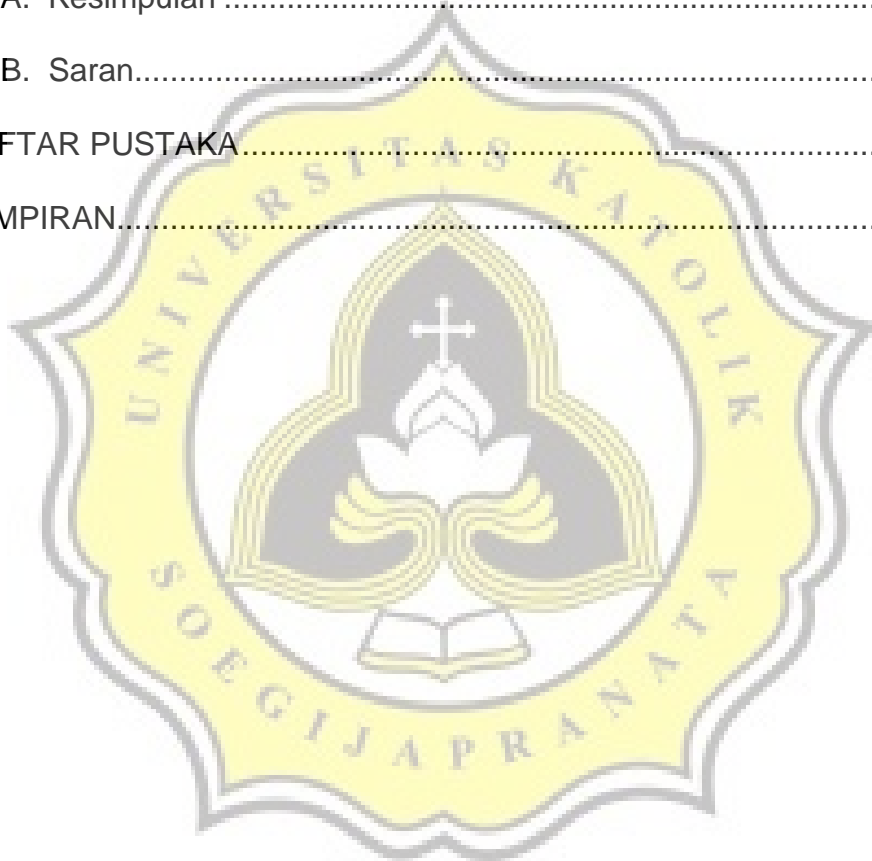 A. Kesimpulan ........................................................................
B. Saran..................................................................................
FTAR PUSTAKA......................................................................
MPIRAN....................................................................................
UNIVERSITAS KATOLIK
SOEGIJAPRANATA